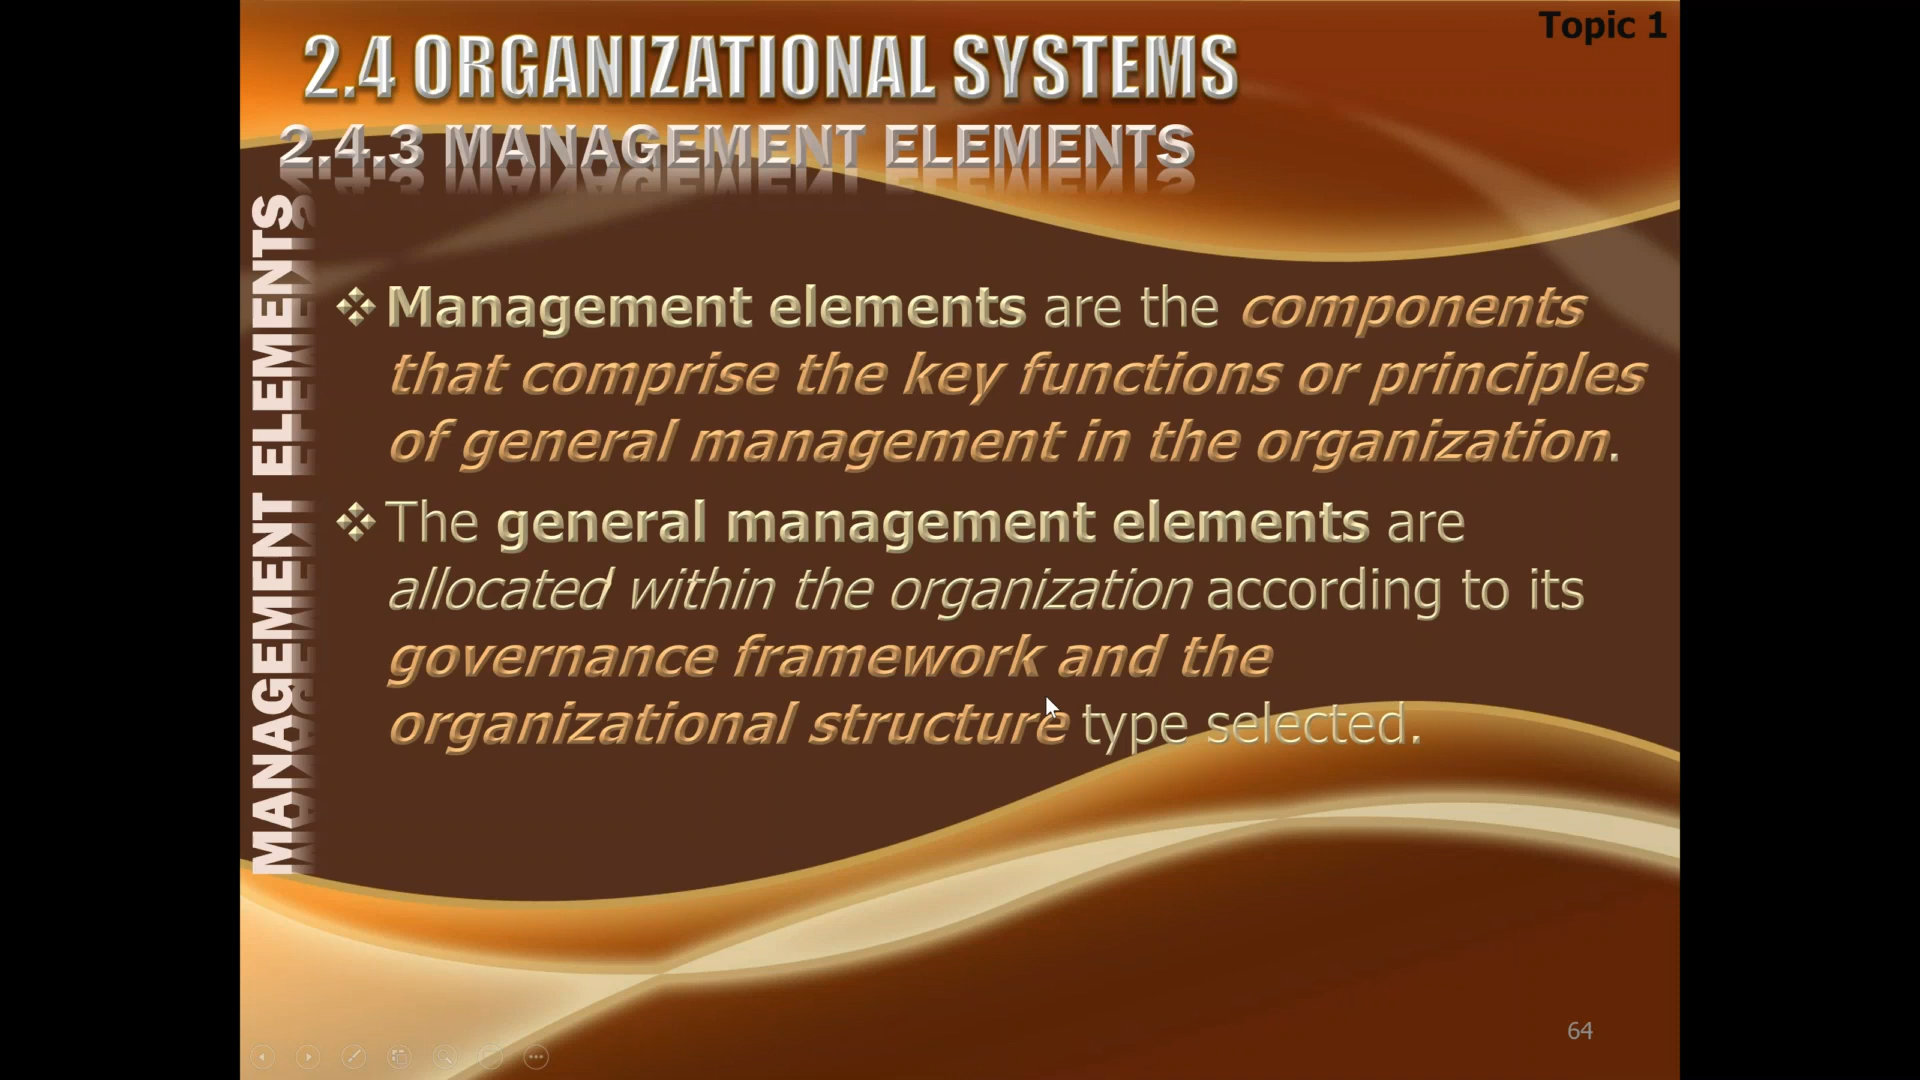 Topic 1
2.4 ORGANIZATIONAL SYSTEMS
2.4.3 MANAGEMENT ELEMENTS
MANAGEMENT ELEMENTS
Management elements are the components
that comprise the key functions or principles
of general management in the organization.
The general management elements are
allocated within the organization according to its
governance framework and the
organizational structure type selected.
64